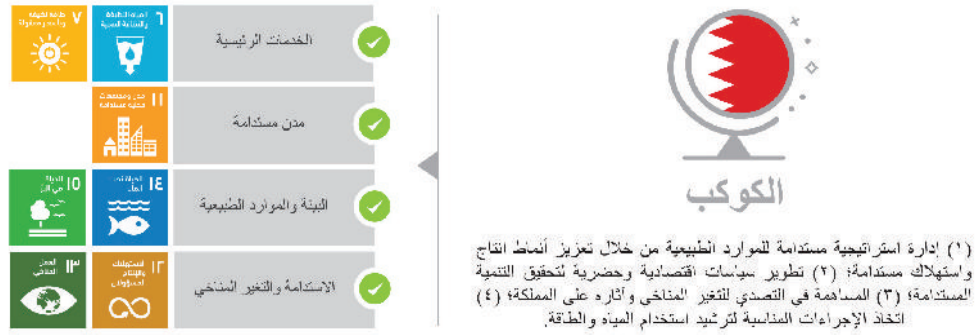 الكوكب
(١) إدارة استراتيجية مستدامة للموارد الطبيعية من خلال تعزيز أنماط انتاج
واستهلاك مستدامة؛ (٢) تطوير سياسات اقتصادية وحضرية لتحقيق التنمية
المستدامة؛ (٣) المساهمة في التصدي للتغير المناخي وآثاره على المملكة؛ (٤)
اتخاذ الإجراءات المناسبة لترشيد استخدام المياه والطاقة.
الخدمات الرئيسية
٦ المياه النظيفة
والنظافة الصحية
٧ طاقة نظيفة
وبأسعار معقولة
مدن مستدامة
١١ مدن ومجتمعات
محلية مستدامة
البيئة والموارد الطبيعية
١٤ الحياة تحت
الماء
١٥ الحياة
في البرّ
الاستدامة والتغير المناخي
١٢ الاستهلاك
والإنتاج
المسؤولان
١٣ العمل
المناخي